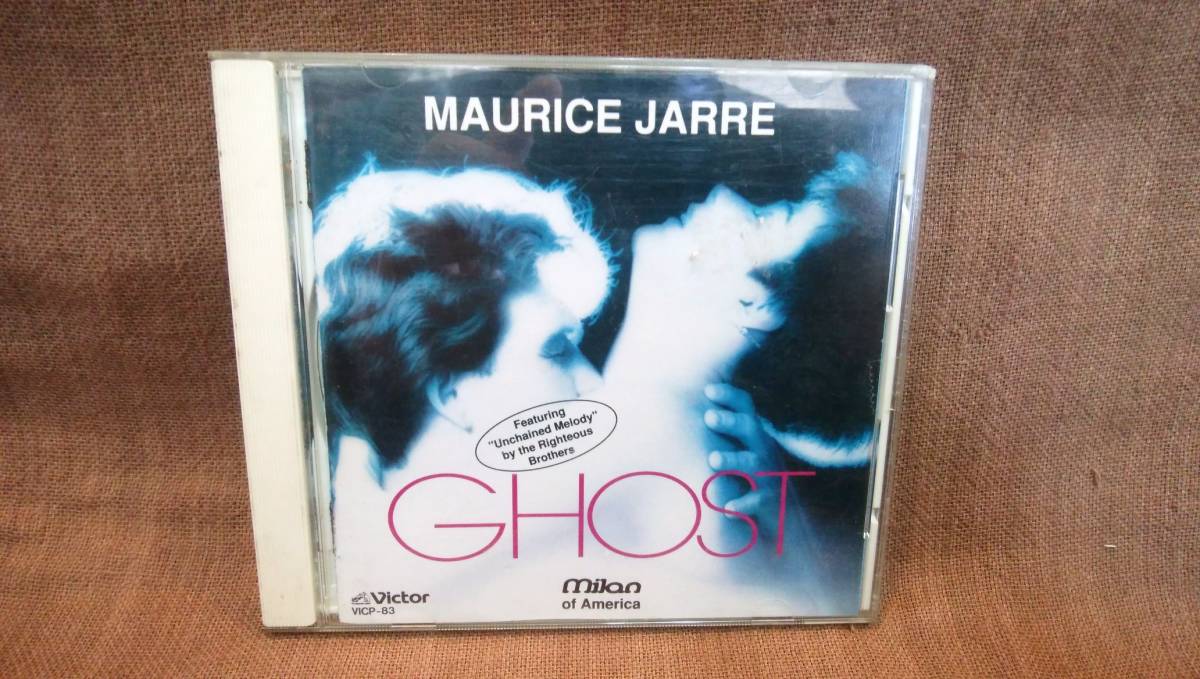 MAURICE JARRE
Featuring
"Unchained Melody"
by the Righteous
Brothers
GHOST
Victor
VICP-83
milan
of America